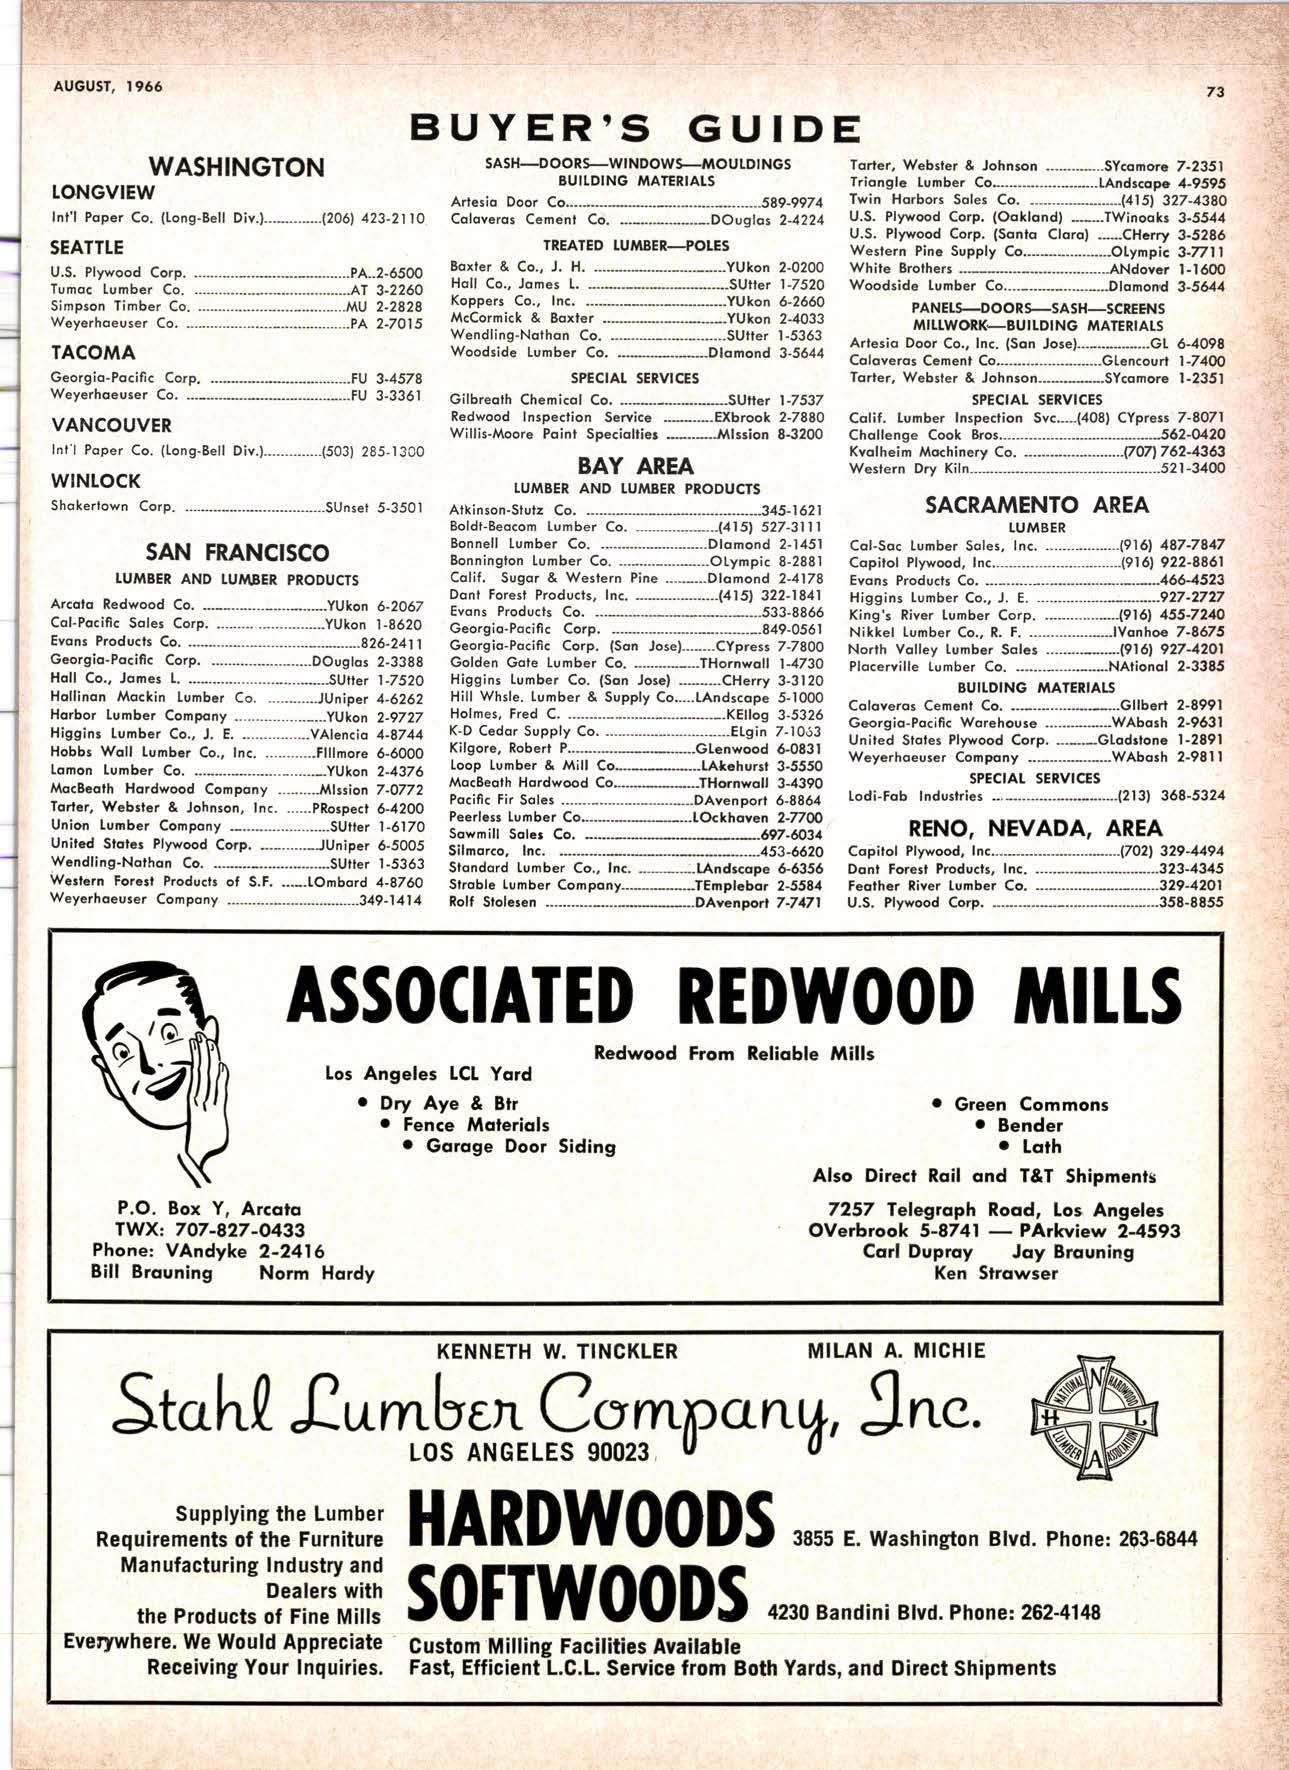 AUGUST, 1966
73
BUYER'S GUIDE
WASHINGTON
LONGVIEW
Int'l Paper Co. (Long-Bell Div.)............(206) 423-2110
SEATTLE
U.S. Plywood Corp. ............PA..2-6500
Tumac Lumber Co. ............AT 3-2260
Simpson Timber Co. ............MU 2-2828
Weyerhaeuser Co. ............PA 2-7015
TACOMA
Georgia-Pacific Corp. ............FU 3-4578
Weyerhaeuser Co. ............FU 3-3361
VANCOUVER
Int'l Paper Co. (Long-Bell Div.)............(503) 285-1300
WINLOCK
Shakertown Corp. ............SUnset 5-3501
SAN FRANCISCO
LUMBER AND LUMBER PRODUCTS
Arcata Redwood Co. ............YUkon 6-2067
Cal-Pacific Sales Corp. ............YUkon 1-8620
Evans Products Co. ............826-2411
Georgia-Pacific Corp. ............DOuglas 2-3388
Hall Co., James L. ............SUtter 1-7520
Hallinan Mackin Lumber Co. ............JUniper 4-6262
Harbor Lumber Company ............YUkon 2-9727
Higgins Lumber Co., J. E. ............VAlencia 4-8744
Hobbs Wall Lumber Co., Inc. ............FIllmore 6-6000
Lamon Lumber Co. ............YUkon 2-4376
MacBeath Hardwood Company ............MIssion 7-0772
Tarter, Webster & Johnson, Inc. ......PRospect 6-4200
Union Lumber Company ............SUtter 1-6170
United States Plywood Corp. ............JUniper 6-5005
Wendling-Nathan Co. ............SUtter 1-5363
Western Forest Products of S.F. ......LOmbard 4-8760
Weyerhaeuser Company ............349-1414
SASH—DOORS—WINDOWS—MOULDINGS
BUILDING MATERIALS
Artesia Door Co.............589-9974
Calaveras Cement Co. ............DOuglas 2-4224
TREATED LUMBER—POLES
Baxter & Co., J. H. ............YUkon 2-0200
Hall Co., James L. ............SUtter 1-7520
Koppers Co., Inc. ............YUkon 6-2660
McCormick & Baxter ............YUkon 2-4033
Wendling-Nathan Co. ............SUtter 1-5363
Woodside Lumber Co. ............DIamond 3-5644
SPECIAL SERVICES
Gilbreath Chemical Co. ............SUtter 1-7537
Redwood Inspection Service ............EXbrook 2-7880
Willis-Moore Paint Specialties ............MIssion 8-3200
BAY AREA
LUMBER AND LUMBER PRODUCTS
Atkinson-Stutz Co. ............345-1621
Boldt-Beacom Lumber Co. ............(415) 527-3111
Bonnell Lumber Co. ............DIamond 2-1451
Bonnington Lumber Co. ............OLympic 8-2881
Calif. Sugar & Western Pine ............DIamond 2-4178
Dant Forest Products, Inc. ............(415) 322-1841
Evans Products Co. ............533-8866
Georgia-Pacific Corp. ............849-0561
Georgia-Pacific Corp. (San Jose)........CYpress 7-7800
Golden Gate Lumber Co. ............THornwall 1-4730
Higgins Lumber Co. (San Jose) ............CHerry 3-3120
Hill Whsle. Lumber & Supply Co.....LAndscape 5-1000
Holmes, Fred C. ............KEllog 3-5326
K-D Cedar Supply Co. ............ELgin 7-1063
Kilgore, Robert P.............GLenwood 6-0831
Loop Lumber & Mill Co.............LAkehurst 3-5550
MacBeath Hardwood Co.............THornwall 3-4390
Pacific Fir Sales ............DAvenport 6-8864
Peerless Lumber Co.............LOckhaven 2-7700
Sawmill Sales Co. ............697-6034
Silmarco, Inc. ............453-6620
Standard Lumber Co., Inc. ............LAndscape 6-6356
Strable Lumber Company............TEmplebar 2-5584
Rolf Stolesen ............DAvenport 7-7471
Tarter, Webster & Johnson ............SYcamore 7-2351
Triangle Lumber Co.............LAndscape 4-9595
Twin Harbors Sales Co. ............(415) 327-4380
U.S. Plywood Corp. (Oakland) ........TWinoaks 3-5544
U.S. Plywood Corp. (Santa Clara) ......CHerry 3-5286
Western Pine Supply Co.............OLympic 3-7711
White Brothers ............ANdover 1-1600
Woodside Lumber Co.............DIamond 3-5644
PANELS—DOORS—SASH—SCREENS
MILLWORK—BUILDING MATERIALS
Artesia Door Co., Inc. (San Jose)............GL 6-4098
Calaveras Cement Co.............GLencourt 1-7400
Tarter, Webster & Johnson............SYcamore 1-2351
SPECIAL SERVICES
Calif. Lumber Inspection Svc.....(408) CYpress 7-8071
Challenge Cook Bros.............562-0420
Kvalheim Machinery Co. ............(707) 762-4363
Western Dry Kiln............521-3400
SACRAMENTO AREA
LUMBER
Cal-Sac Lumber Sales, Inc. ............(916) 487-7847
Capitol Plywood, Inc.............(916) 922-8861
Evans Products Co. ............466-4523
Higgins Lumber Co., J. E. ............927-2727
King's River Lumber Corp. ............(916) 455-7240
Nikkel Lumber Co., R. F. ............IVanhoe 7-8675
North Valley Lumber Sales ............(916) 927-4201
Placerville Lumber Co. ............NAtional 2-3385
BUILDING MATERIALS
Calaveras Cement Co. ............GIlbert 2-8991
Georgia-Pacific Warehouse ............WAbash 2-9631
United States Plywood Corp. ............GLadstone 1-2891
Weyerhaeuser Company ............WAbash 2-9811
SPECIAL SERVICES
Lodi-Fab Industries ............(213) 368-5324
RENO, NEVADA, AREA
Capitol Plywood, Inc.............(702) 329-4494
Dant Forest Products, Inc. ............323-4345
Feather River Lumber Co. ............329-4201
U.S. Plywood Corp. ............358-8855
ASSOCIATED REDWOOD MILLS
Redwood From Reliable Mills
Los Angeles LCL Yard
• Dry Aye & Btr
• Fence Materials
• Garage Door Siding
• Green Commons
• Bender
• Lath
Also Direct Rail and T&T Shipments
P.O. Box Y, Arcata
TWX: 707-827-0433
Phone: VAndyke 2-2416
Bill Brauning Norm Hardy
7257 Telegraph Road, Los Angeles
OVerbrook 5-8741 — PArkview 2-4593
Carl Dupray Jay Brauning
Ken Strawser
KENNETH W. TINCKLER MILAN A. MICHIE
Stahl Lumber Company, Inc.
LOS ANGELES 90023
NATIONAL HARDWOOD
N
H L
A
LUMBER ASSOCIATION
Supplying the Lumber
Requirements of the Furniture
Manufacturing Industry and
Dealers with
the Products of Fine Mills
Everywhere. We Would Appreciate
Receiving Your Inquiries.
HARDWOODS 3855 E. Washington Blvd. Phone: 263-6844
SOFTWOODS 4230 Bandini Blvd. Phone: 262-4148
Custom Milling Facilities Available
Fast, Efficient L.C.L. Service from Both Yards, and Direct Shipments